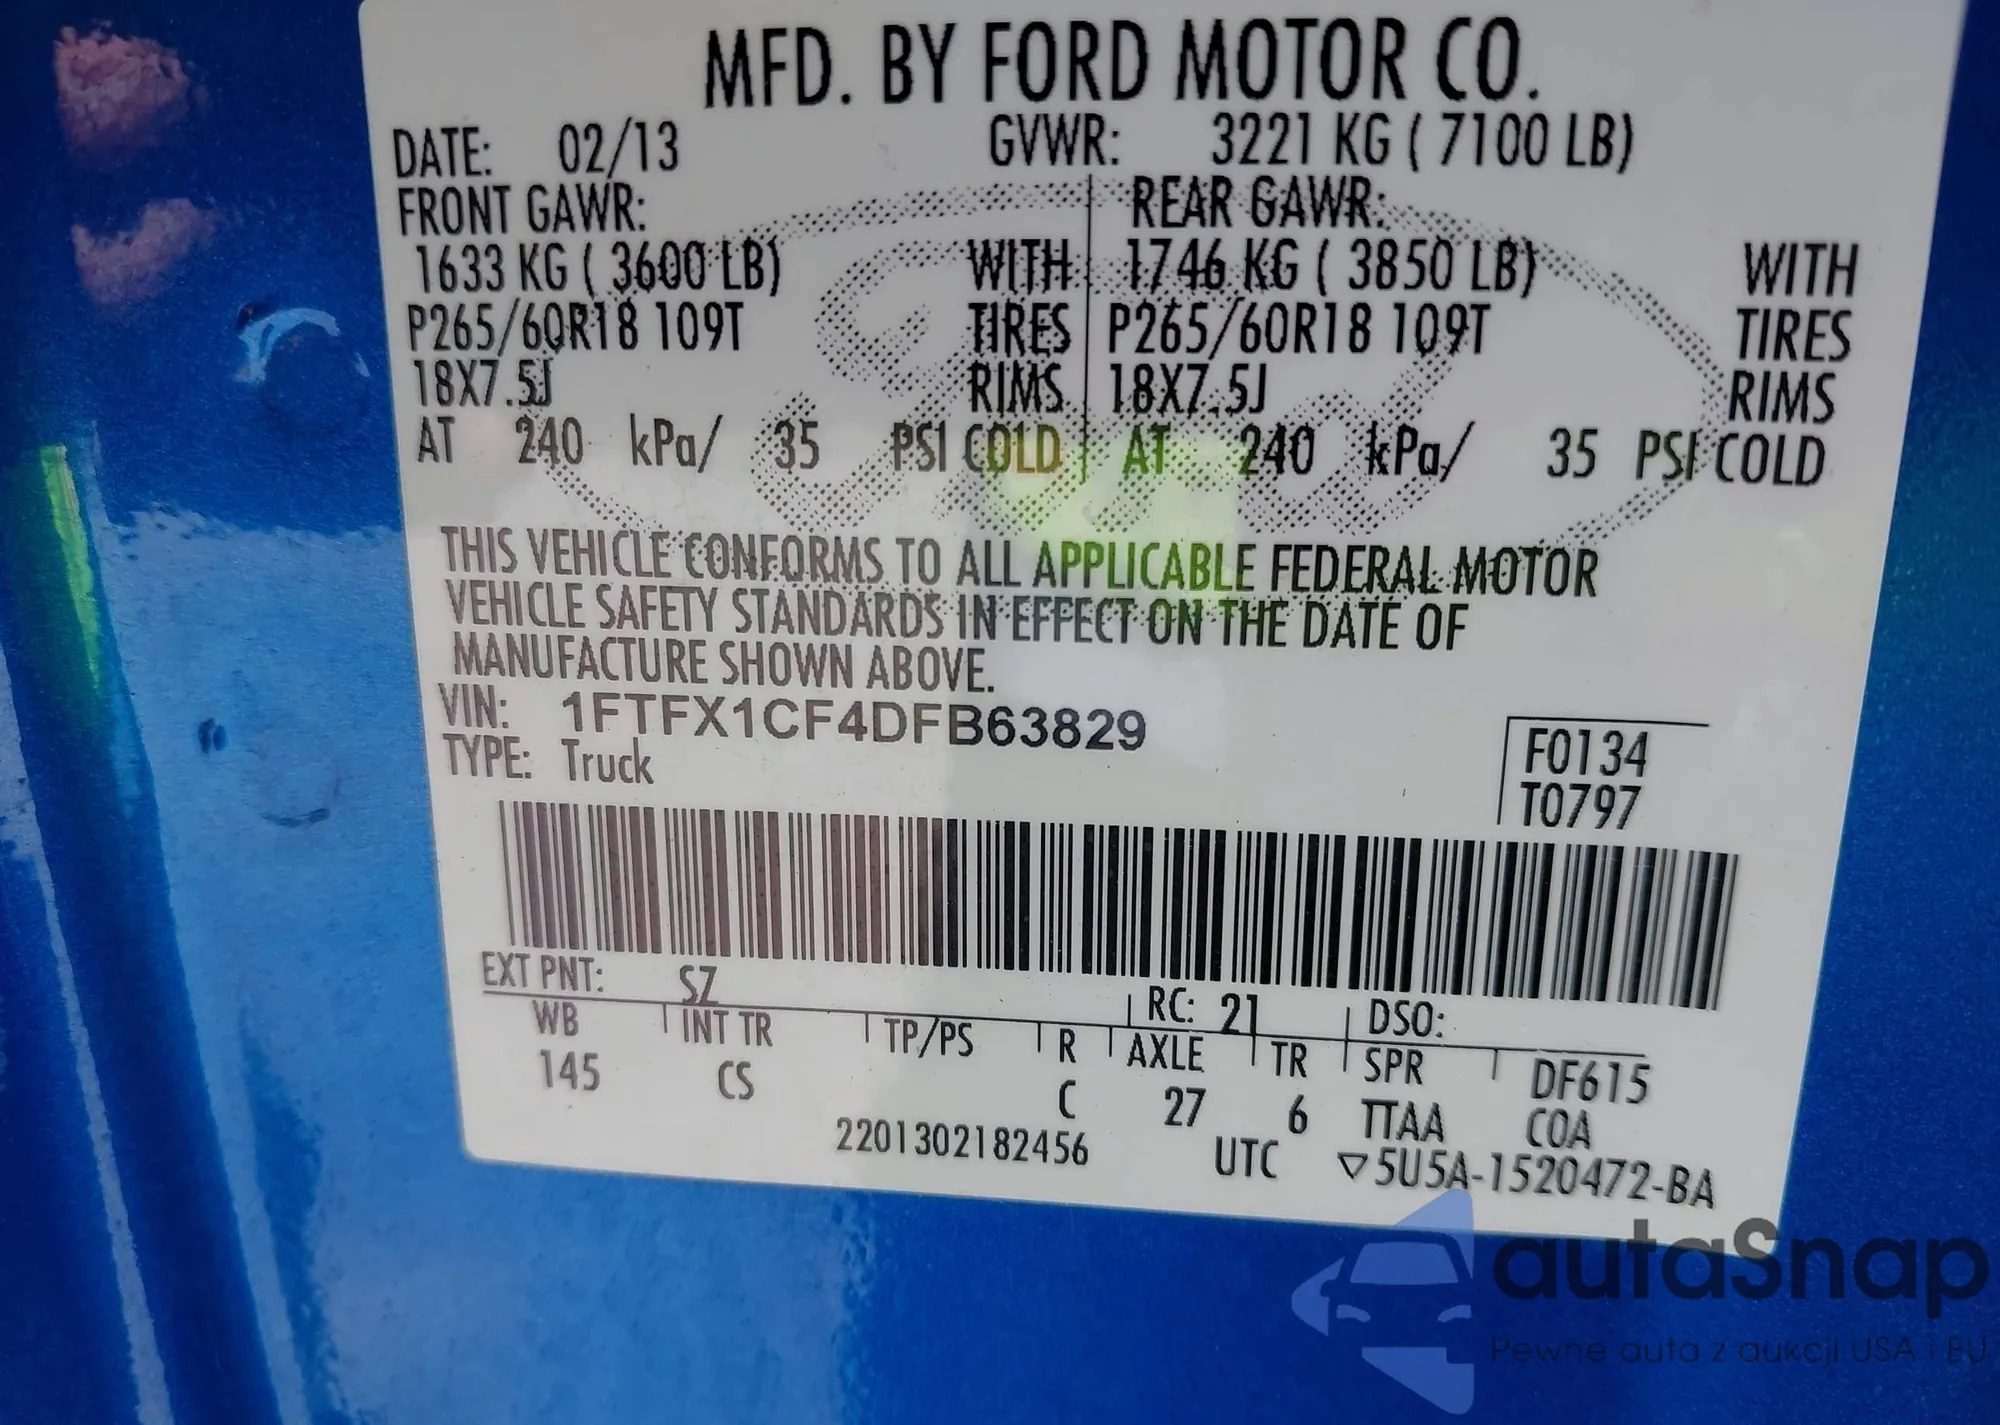 MFD. BY FORD MOTOR CO.
DATE: 02/13 GVWR: 3221 KG ( 7100 LB)
FRONT GAWR: REAR GAWR:
1633 KG ( 3600 LB) WITH 1746 KG ( 3850 LB) WITH
P265/60R18 109T TIRES P265/60R18 109T TIRES
18X7.5J RIMS 18X7.5J RIMS
AT 240 kPa/ 35 PSI COLD AT 240 kPa/ 35 PSI COLD
THIS VEHICLE CONFORMS TO ALL APPLICABLE FEDERAL MOTOR
VEHICLE SAFETY STANDARDS IN EFFECT ON THE DATE OF
MANUFACTURE SHOWN ABOVE.
VIN: 1FTFX1CF4DFB63829
TYPE: Truck
F0134
T0797
EXT PNT: SZ RC: 21 DSO:
WB INT TR TP/PS R AXLE TR SPR DF615
145 CS C 27 6 TTAA COA
2201302182456 UTC ▽5U5A-1520472-BA
autaSnap
Pewne auta z aukcji USA i EU